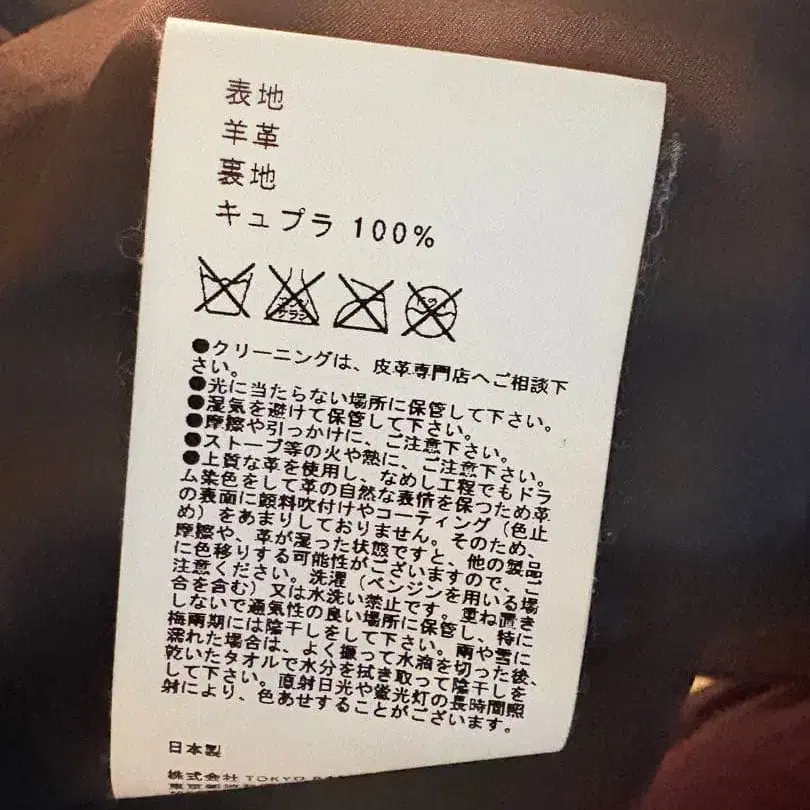 表地
羊革
裏地
キュプラ 100%
エンソ
サラシ
●クリーニングは、皮革専門店へご相談下
さい。
●光に当たらない場所に保管して下さい。
●湿気を避けて保管して下さい。
●摩擦や引っかけに、ご注意下さい。
●ストーブ等の火や熱に、ご注意下さい。
●上質な革を使用し、なめし工程でもドラ
ム染色をして革の自然な表情を保つため革
の表面に顔料吹付けやコーティング（色止
め）をあまりしておりません。そのため、
摩擦や、革が湿った状態ですと、他の製品
に色移りする可能性がございますので、ご
注意ください。洗濯（ベンジンを用いる場
合を含む）又は水洗い禁止です。重ね置き
しないで通気性の良い場所に保管し、特に
梅雨期には陰干しをして下さい。雨や雪に
濡れた場合は、よく振って水滴を切った後、
乾いたタオルで水分を拭き取って陰干しを
して下さい。直射日光や蛍光灯の長時間照
射により、色あせすることがございます。
日本製
株式会社 TOKYO